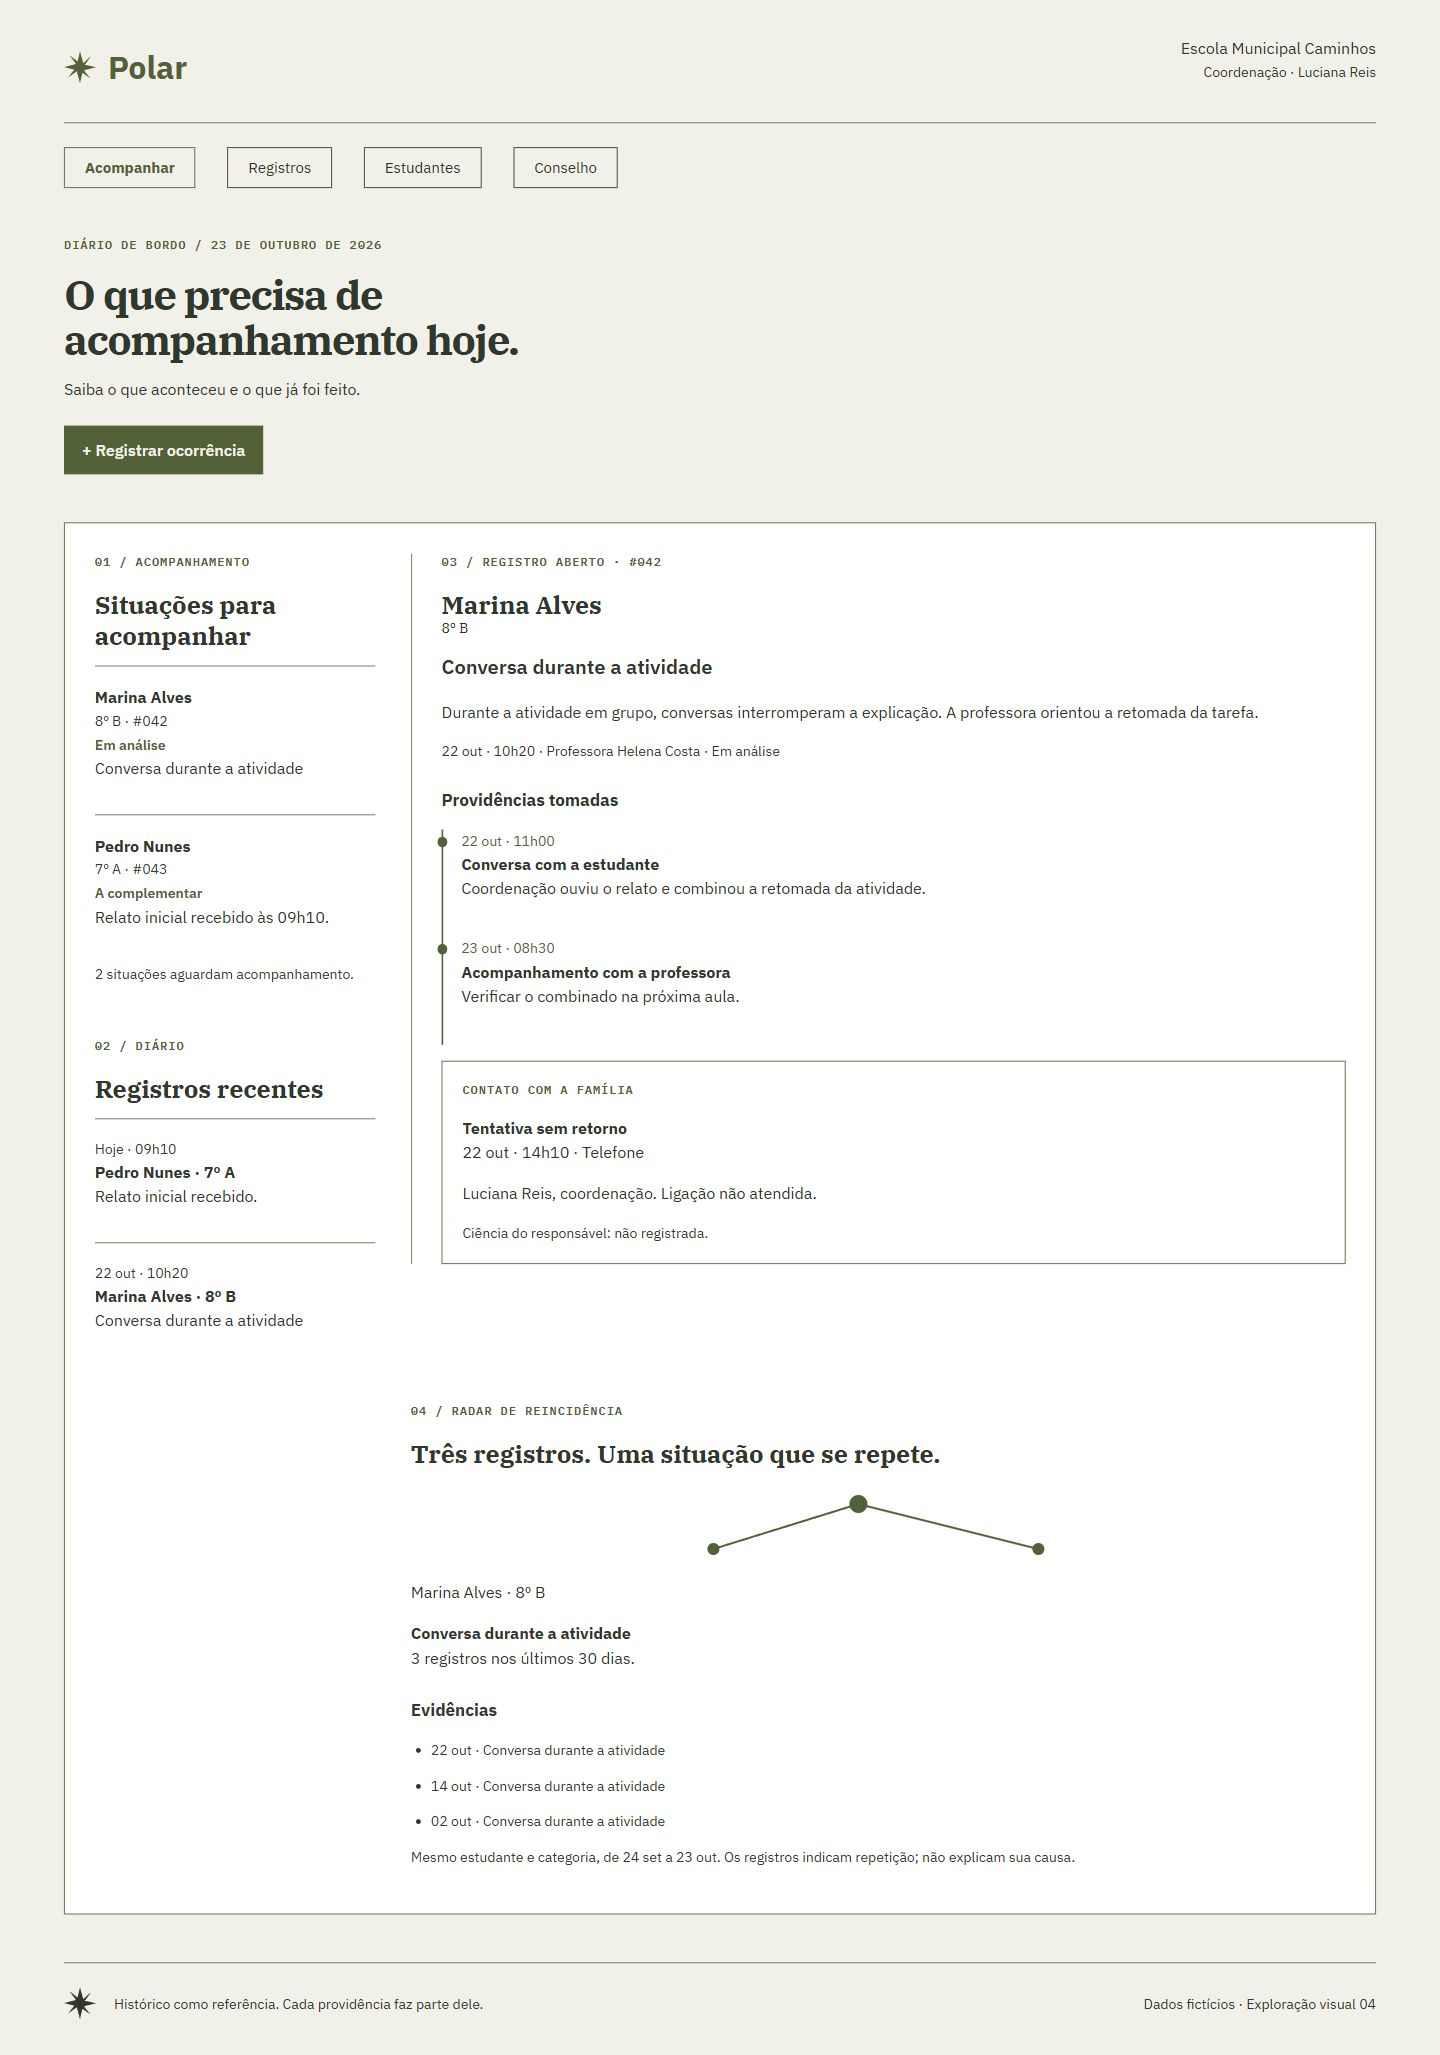 Polar
Escola Municipal Caminhos
Coordenação · Luciana Reis
Acompanhar
Registros
Estudantes
Conselho
DIÁRIO DE BORDO / 23 DE OUTUBRO DE 2026
O que precisa de
acompanhamento hoje.
Saiba o que aconteceu e o que já foi feito.
+ Registrar ocorrência
01 / ACOMPANHAMENTO
Situações para
acompanhar
Marina Alves
8º B · #042
Em análise
Conversa durante a atividade
Pedro Nunes
7º A · #043
A complementar
Relato inicial recebido às 09h10.
2 situações aguardam acompanhamento.
02 / DIÁRIO
Registros recentes
Hoje · 09h10
Pedro Nunes · 7º A
Relato inicial recebido.
22 out · 10h20
Marina Alves · 8º B
Conversa durante a atividade
03 / REGISTRO ABERTO · #042
Marina Alves
8º B
Conversa durante a atividade
Durante a atividade em grupo, conversas interromperam a explicação. A professora orientou a retomada da tarefa.
22 out · 10h20 · Professora Helena Costa · Em análise
Providências tomadas
22 out · 11h00
Conversa com a estudante
Coordenação ouviu o relato e combinou a retomada da atividade.
23 out · 08h30
Acompanhamento com a professora
Verificar o combinado na próxima aula.
CONTATO COM A FAMÍLIA
Tentativa sem retorno
22 out · 14h10 · Telefone
Luciana Reis, coordenação. Ligação não atendida.
Ciência do responsável: não registrada.
04 / RADAR DE REINCIDÊNCIA
Três registros. Uma situação que se repete.
Marina Alves · 8º B
Conversa durante a atividade
3 registros nos últimos 30 dias.
Evidências
• 22 out · Conversa durante a atividade
• 14 out · Conversa durante a atividade
• 02 out · Conversa durante a atividade
Mesmo estudante e categoria, de 24 set a 23 out. Os registros indicam repetição; não explicam sua causa.
Histórico como referência. Cada providência faz parte dele.
Dados fictícios · Exploração visual 04